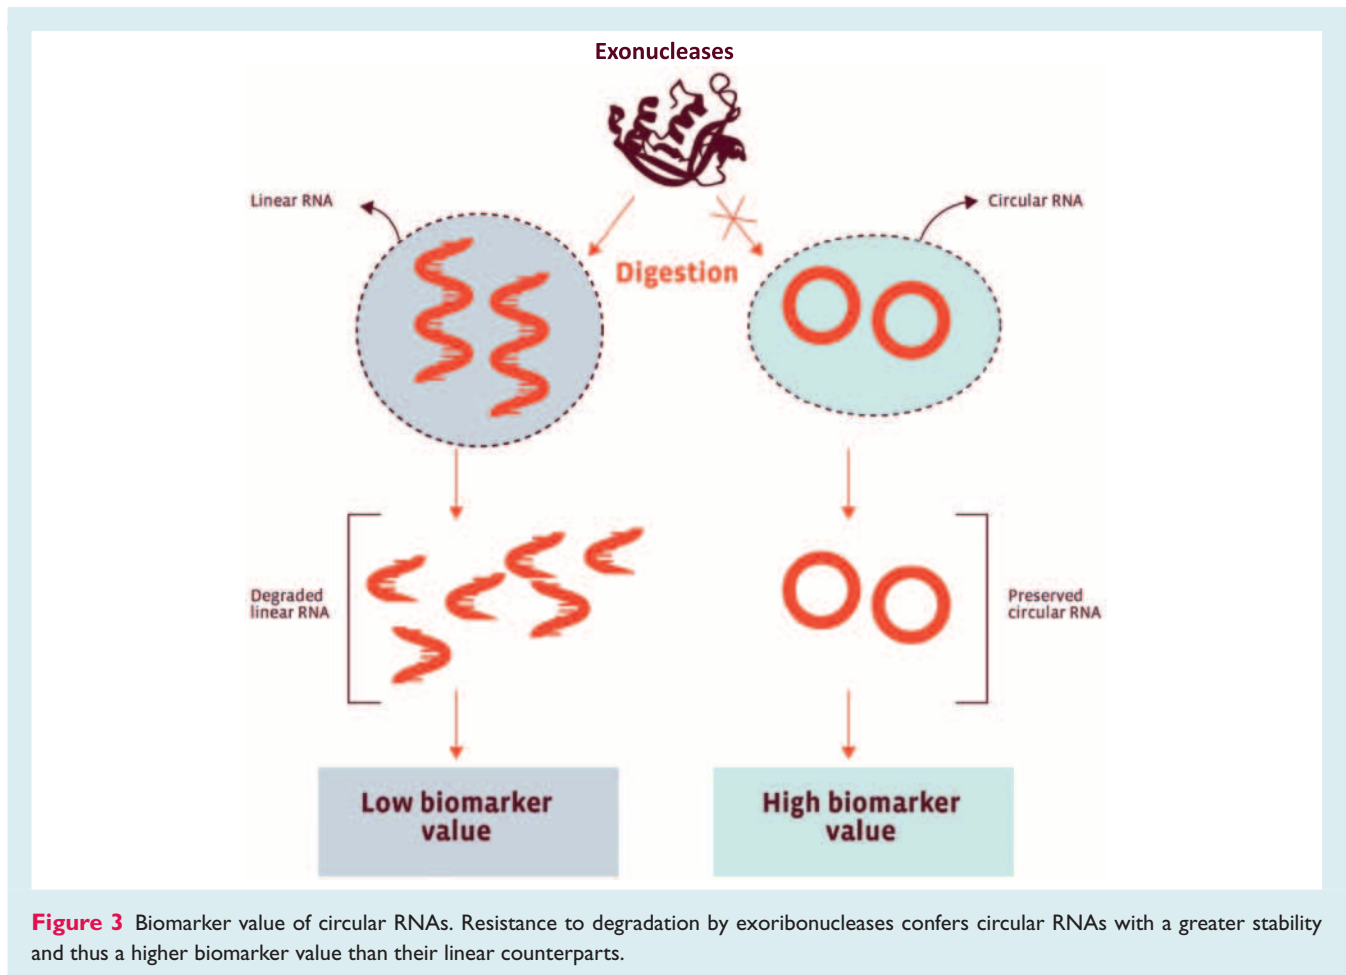 Exonucleases
Linear RNA
Circular RNA
Digestion
Degraded
linear RNA
Preserved
circular RNA
Low biomarker
value
High biomarker
value
Figure 3 Biomarker value of circular RNAs. Resistance to degradation by exoribonucleases confers circular RNAs with a greater stability
and thus a higher biomarker value than their linear counterparts.